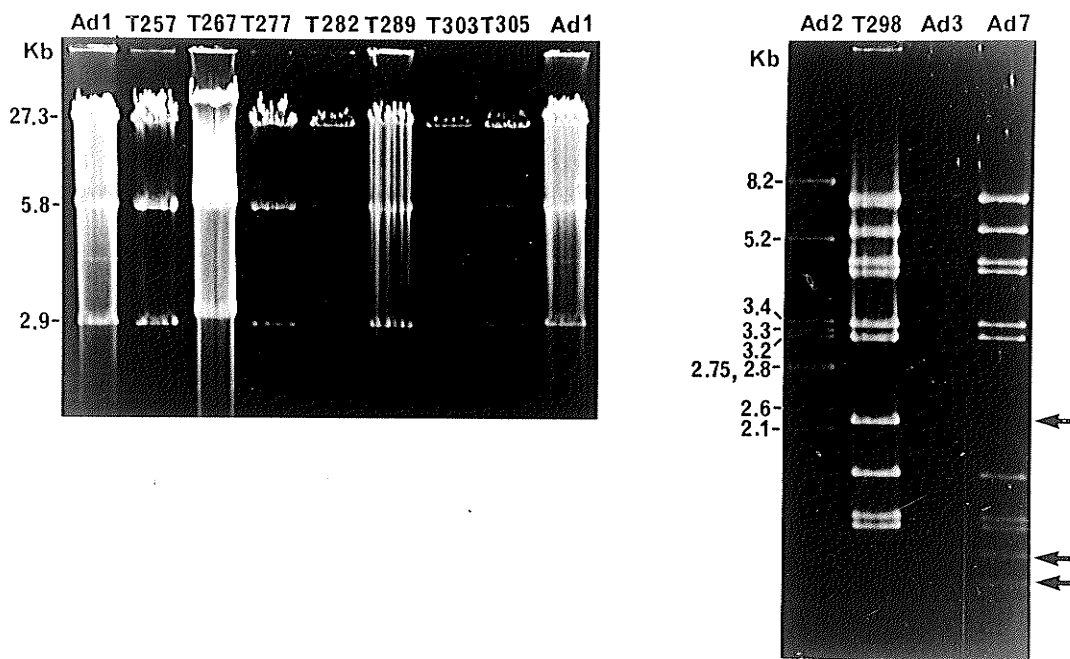 Ad1 T257 T267 T277 T282 T289 T303 T305 Ad1
Kb
27.3-
5.8-
2.9-
Ad2 T298 Ad3 Ad7
Kb
8.2-
5.2-
3.4
3.3-
3.2
2.75, 2.8-
2.6-
2.1-